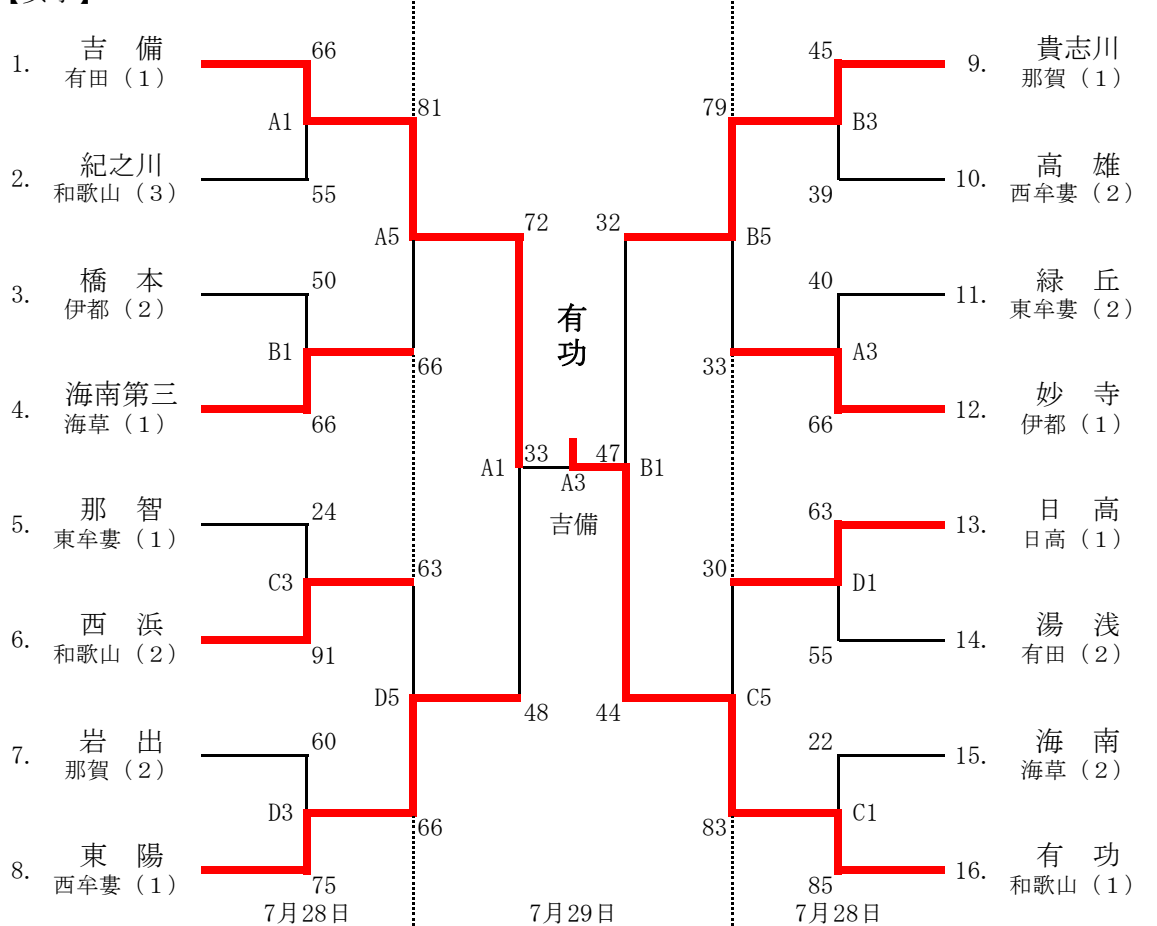 1.
吉　備
有田（１）
66
A1
81
2.
紀之川
和歌山（３）
55
A5
72
3.
橋　本
伊都（２）
50
B1
66
4.
海南第三
海草（１）
66
A1
33
5.
那　智
東牟婁（１）
24
C3
63
6.
西　浜
和歌山（２）
91
D5
48
7.
岩　出
那賀（２）
60
D3
66
8.
東　陽
西牟婁（１）
75
7月28日
有功
A3
吉備
7月29日
45
9.
貴志川
那賀（１）
79
B3
39
10.
高　雄
西牟婁（２）
32
B5
40
11.
緑　丘
東牟婁（２）
33
A3
66
12.
妙　寺
伊都（１）
47
B1
63
13.
日　高
日高（１）
30
D1
55
14.
湯　浅
有田（２）
44
C5
22
15.
海　南
海草（２）
83
C1
85
16.
有　功
和歌山（１）
7月28日